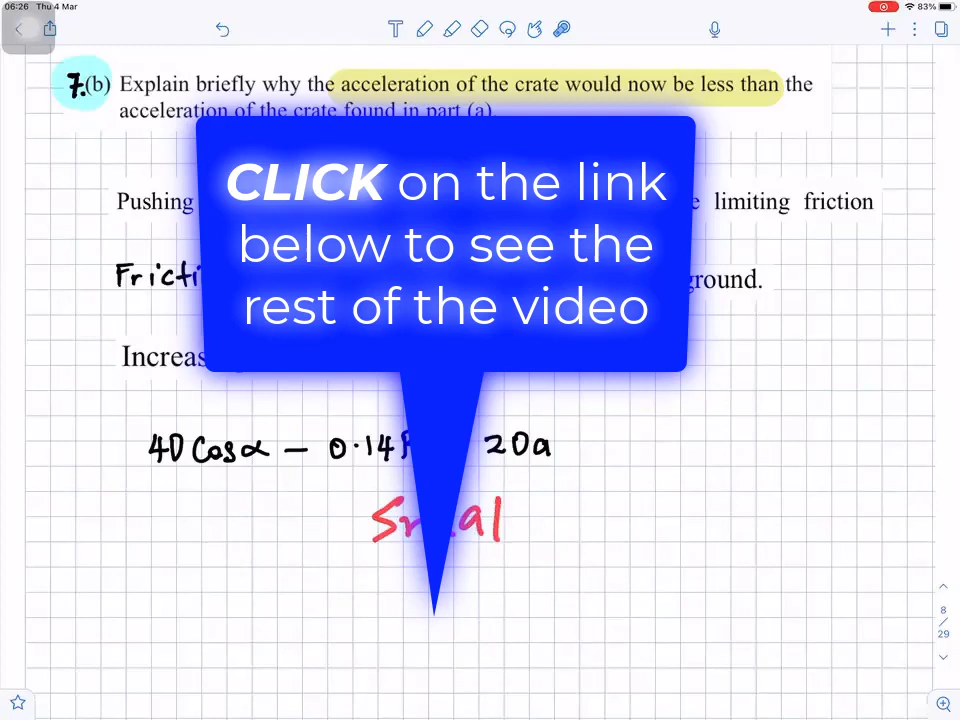 06:26 Thu 4 Mar
83%
7.(b) Explain briefly why the acceleration of the crate would now be less than the
acceleration of the crate found in part (a).
CLICK on the link
below to see the
rest of the video
Pushing limiting friction
ground.
40 Cosα – 0.14 20a
8
/
29